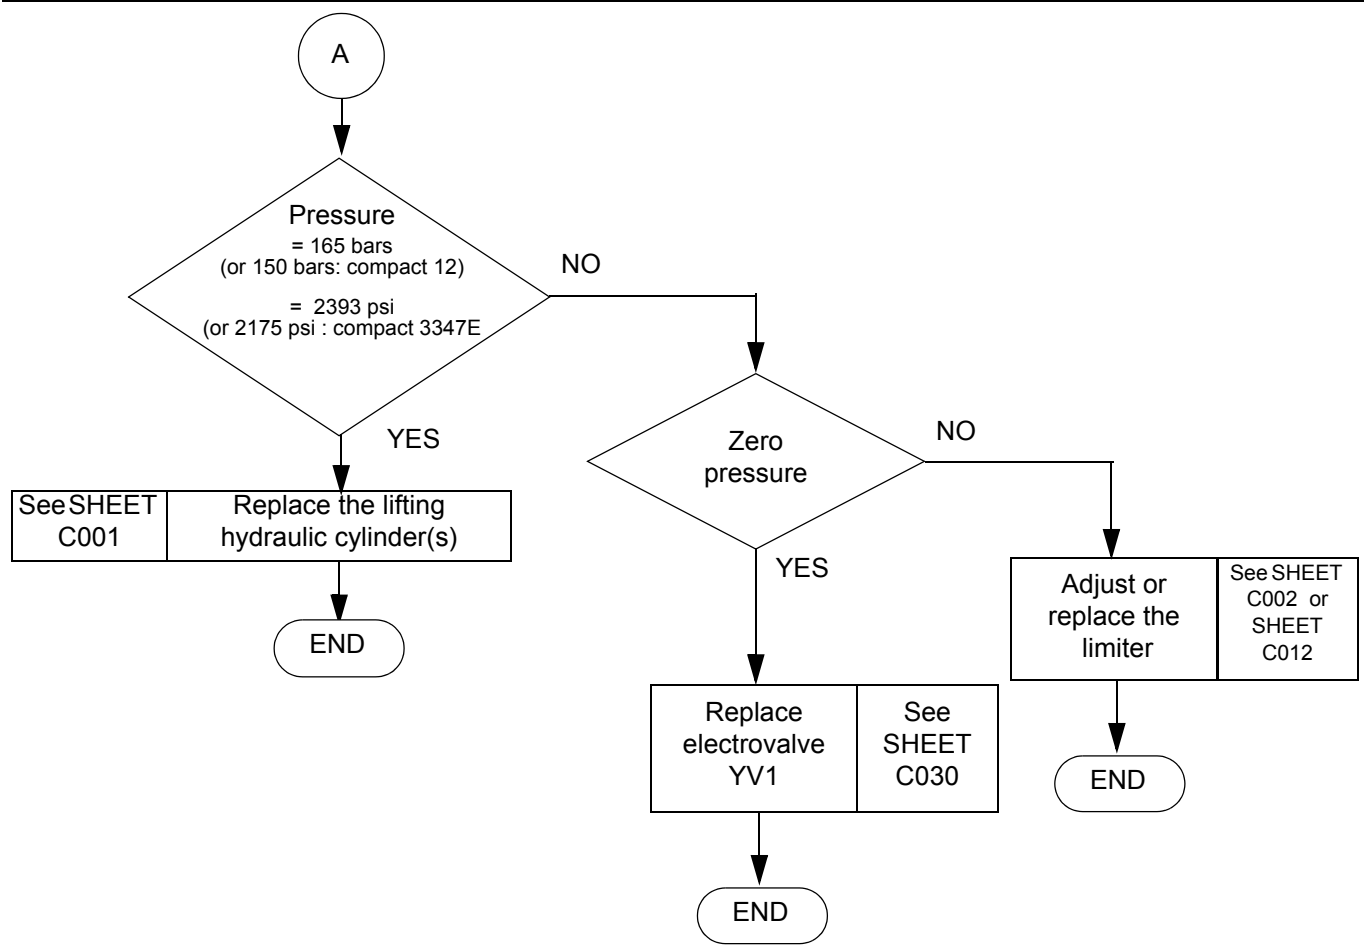 A
Pressure
= 165 bars
(or 150 bars: compact 12)
= 2393 psi
(or 2175 psi : compact 3347E
NO
YES
See SHEET
C001
Replace the lifting
hydraulic cylinder(s)
END
Zero
pressure
NO
YES
Replace
electrovalve
YV1
See
SHEET
C030
END
Adjust or
replace the
limiter
See SHEET
C002 or
SHEET
C012
END